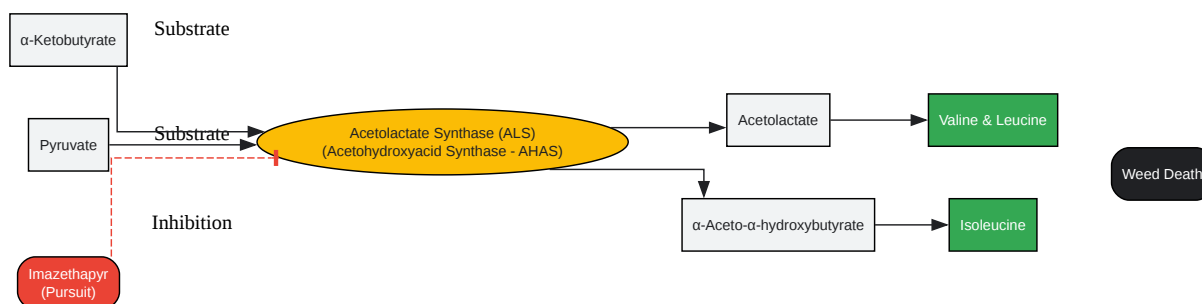 α-Ketobutyrate
Substrate
Pyruvate
Substrate
Acetolactate Synthase (ALS)
(Acetohydroxyacid Synthase - AHAS)
Acetolactate
Valine & Leucine
Weed Death
Inhibition
α-Aceto-α-hydroxybutyrate
Isoleucine
Imazethapyr
(Pursuit)